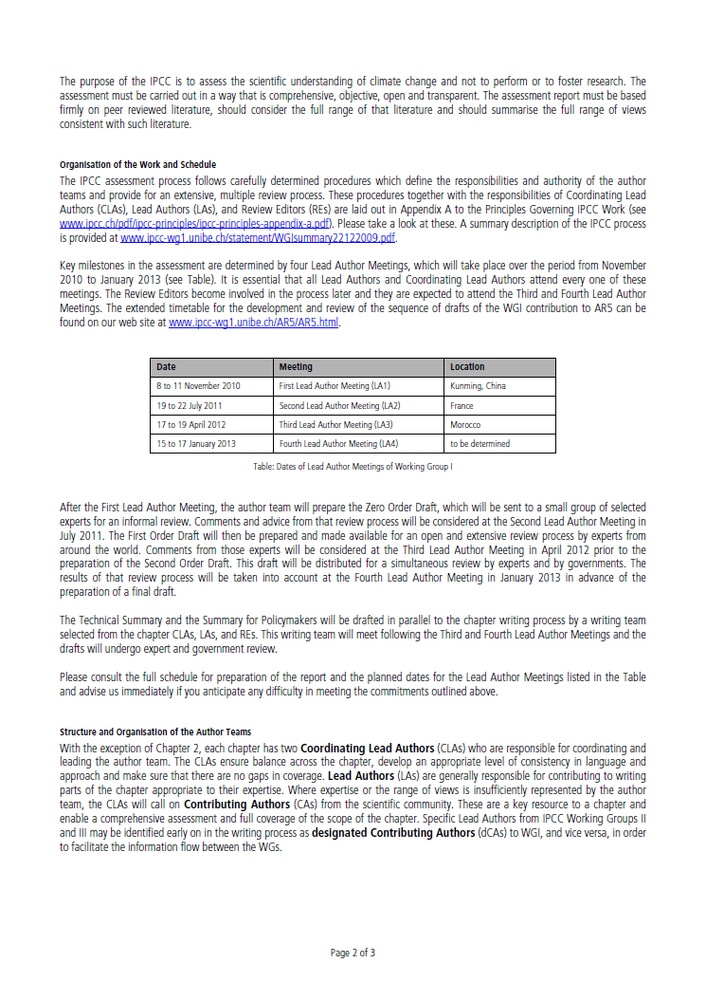 The purpose of the IPCC is to assess the scientific understanding of climate change and not to perform or to foster research. The
assessment must be carried out in a way that is comprehensive, objective, open and transparent. The assessment report must be based
firmly on peer reviewed literature, should consider the full range of that literature and should summarise the full range of views
consistent with such literature.
Organisation of the Work and Schedule
The IPCC assessment process follows carefully determined procedures which define the responsibilities and authority of the author
teams and provide for an extensive, multiple review process. These procedures together with the responsibilities of Coordinating Lead
Authors (CLAs), Lead Authors (LAs), and Review Editors (REs) are laid out in Appendix A to the Principles Governing IPCC Work (see
www.ipcc.ch/pdf/ipcc-principles/ipcc-principles-appendix-a.pdf). Please take a look at these. A summary description of the IPCC process
is provided at www.ipcc-wg1.unibe.ch/statement/WGIsummary22122009.pdf.
Key milestones in the assessment are determined by four Lead Author Meetings, which will take place over the period from November
2010 to January 2013 (see Table). It is essential that all Lead Authors and Coordinating Lead Authors attend every one of these
meetings. The Review Editors become involved in the process later and they are expected to attend the Third and Fourth Lead Author
Meetings. The extended timetable for the development and review of the sequence of drafts of the WGI contribution to AR5 can be
found on our web site at www.ipcc-wg1.unibe.ch/AR5/AR5.html.
Date Meeting Location
8 to 11 November 2010 First Lead Author Meeting (LA1) Kunming, China
19 to 22 July 2011 Second Lead Author Meeting (LA2) France
17 to 19 April 2012 Third Lead Author Meeting (LA3) Morocco
15 to 17 January 2013 Fourth Lead Author Meeting (LA4) to be determined
Table: Dates of Lead Author Meetings of Working Group I
After the First Lead Author Meeting, the author team will prepare the Zero Order Draft, which will be sent to a small group of selected
experts for an informal review. Comments and advice from that review process will be considered at the Second Lead Author Meeting in
July 2011. The First Order Draft will then be prepared and made available for an open and extensive review process by experts from
around the world. Comments from those experts will be considered at the Third Lead Author Meeting in April 2012 prior to the
preparation of the Second Order Draft. This draft will be distributed for a simultaneous review by experts and by governments. The
results of that review process will be taken into account at the Fourth Lead Author Meeting in January 2013 in advance of the
preparation of a final draft.
The Technical Summary and the Summary for Policymakers will be drafted in parallel to the chapter writing process by a writing team
selected from the chapter CLAs, LAs, and REs. This writing team will meet following the Third and Fourth Lead Author Meetings and the
drafts will undergo expert and government review.
Please consult the full schedule for preparation of the report and the planned dates for the Lead Author Meetings listed in the Table
and advise us immediately if you anticipate any difficulty in meeting the commitments outlined above.
Structure and Organisation of the Author Teams
With the exception of Chapter 2, each chapter has two Coordinating Lead Authors (CLAs) who are responsible for coordinating and
leading the author team. The CLAs ensure balance across the chapter, develop an appropriate level of consistency in language and
approach and make sure that there are no gaps in coverage. Lead Authors (LAs) are generally responsible for contributing to writing
parts of the chapter appropriate to their expertise. Where expertise or the range of views is insufficiently represented by the author
team, the CLAs will call on Contributing Authors (CAs) from the scientific community. These are a key resource to a chapter and
enable a comprehensive assessment and full coverage of the scope of the chapter. Specific Lead Authors from IPCC Working Groups II
and III may be identified early on in the writing process as designated Contributing Authors (dCAs) to WGI, and vice versa, in order
to facilitate the information flow between the WGs.
Page 2 of 3